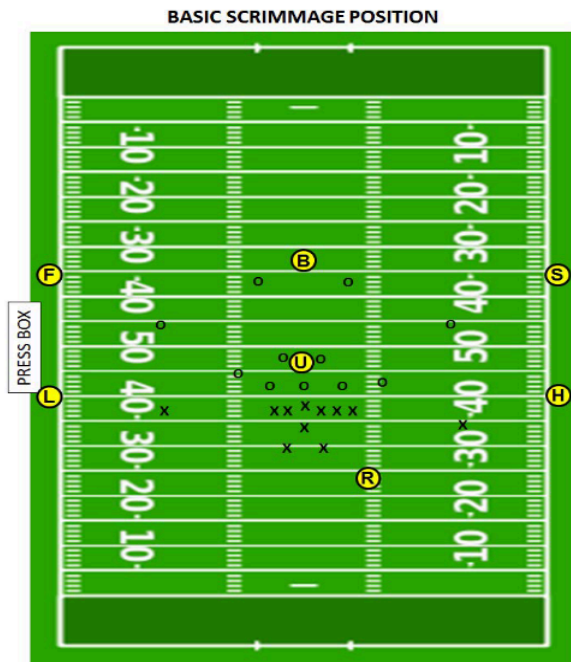 BASIC SCRIMMAGE POSITION
10 10
20 20
30 30
B
F S
O O
40 40
O O
PRESS BOX
50 50
O U O
O O
O O O
L H
40 40
X X X X X X X
X X
30 30
X X
R
20 20
10 10